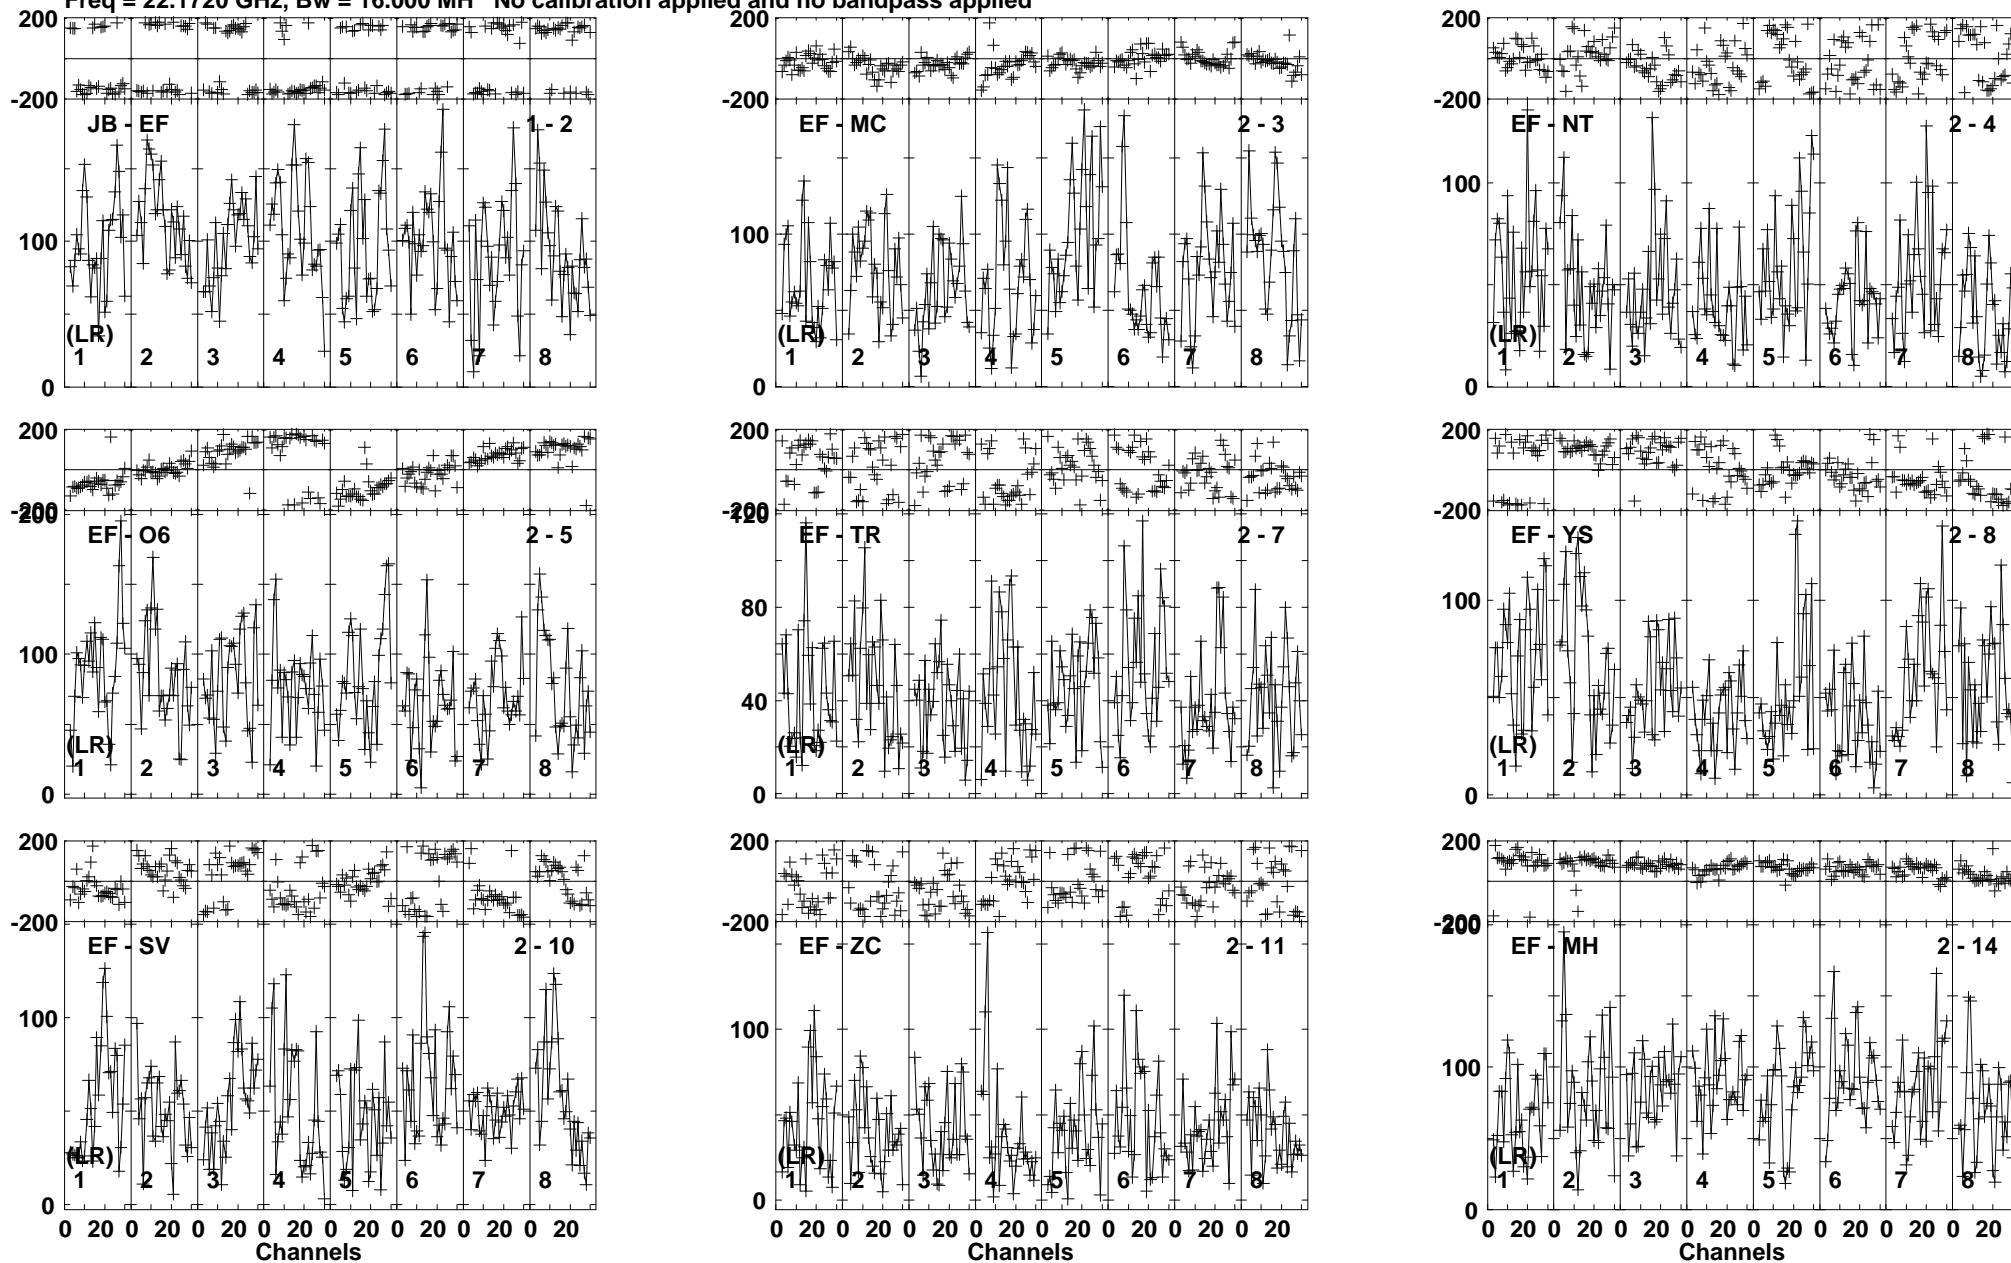 Freq = 22.1720 GHz, Bw = 16.000 MH No calibration applied and no bandpass applied
200 200 200
-200 -200 -200
JB - EF 1 - 2 EF - MC 2 - 3 EF - NT 2 - 4
100 100 100
(LR) (LR) (LR)
1 2 3 4 5 6 7 8 1 2 3 4 5 6 7 8 1 2 3 4 5 6 7 8
0 0 0
200 200 200
-200 -200 -200
200 120
EF - O6 2 - 5 EF - TR 2 - 7 EF - YS 2 - 8
100 80 100
40
(LR) (LR) (LR)
1 2 3 4 5 6 7 8 1 2 3 4 5 6 7 8 1 2 3 4 5 6 7 8
0 0 0
200 200 200
-200 -200 -200
200
EF - SV 2 - 10 EF - ZC 2 - 11 EF - MH 2 - 14
100 100 100
(LR) (LR) (LR)
1 2 3 4 5 6 7 8 1 2 3 4 5 6 7 8 1 2 3 4 5 6 7 8
0 0 0
0 20 0 20 0 20 0 20 0 20 0 20 0 20 0 20 0 20 0 20 0 20 0 20 0 20 0 20 0 20 0 20 0 20 0 20 0 20 0 20 0 20 0 20 0 20 0 20
Channels Channels Channels